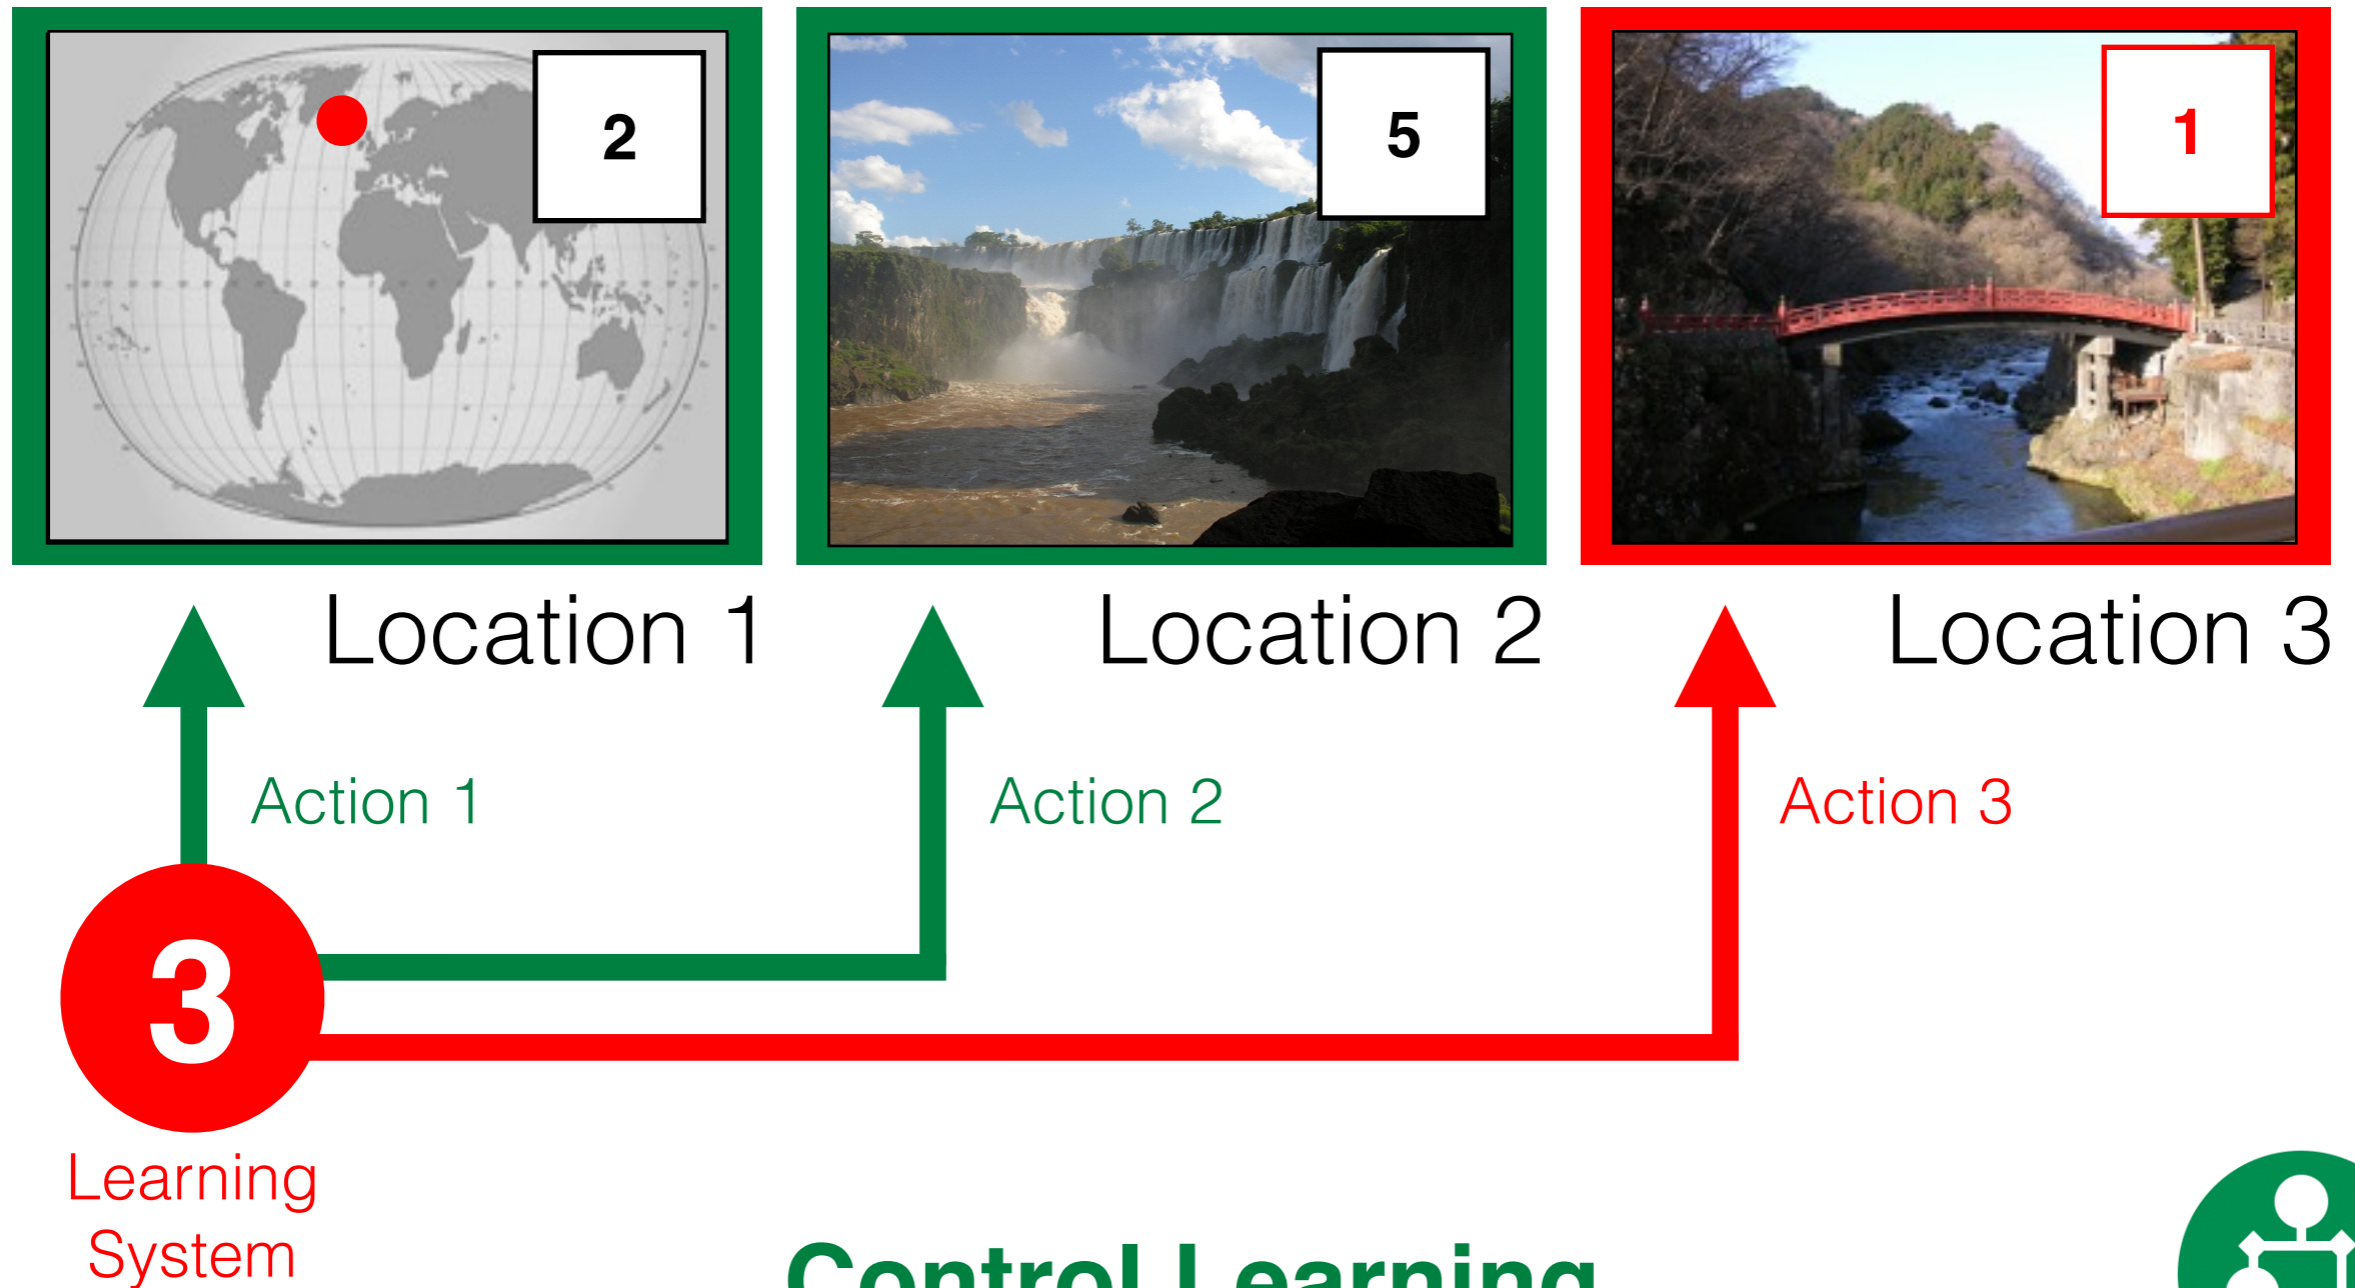 2
5
1
Location 1
Location 2
Location 3
Action 1
Action 2
Action 3
3
Learning
System
Control Learning